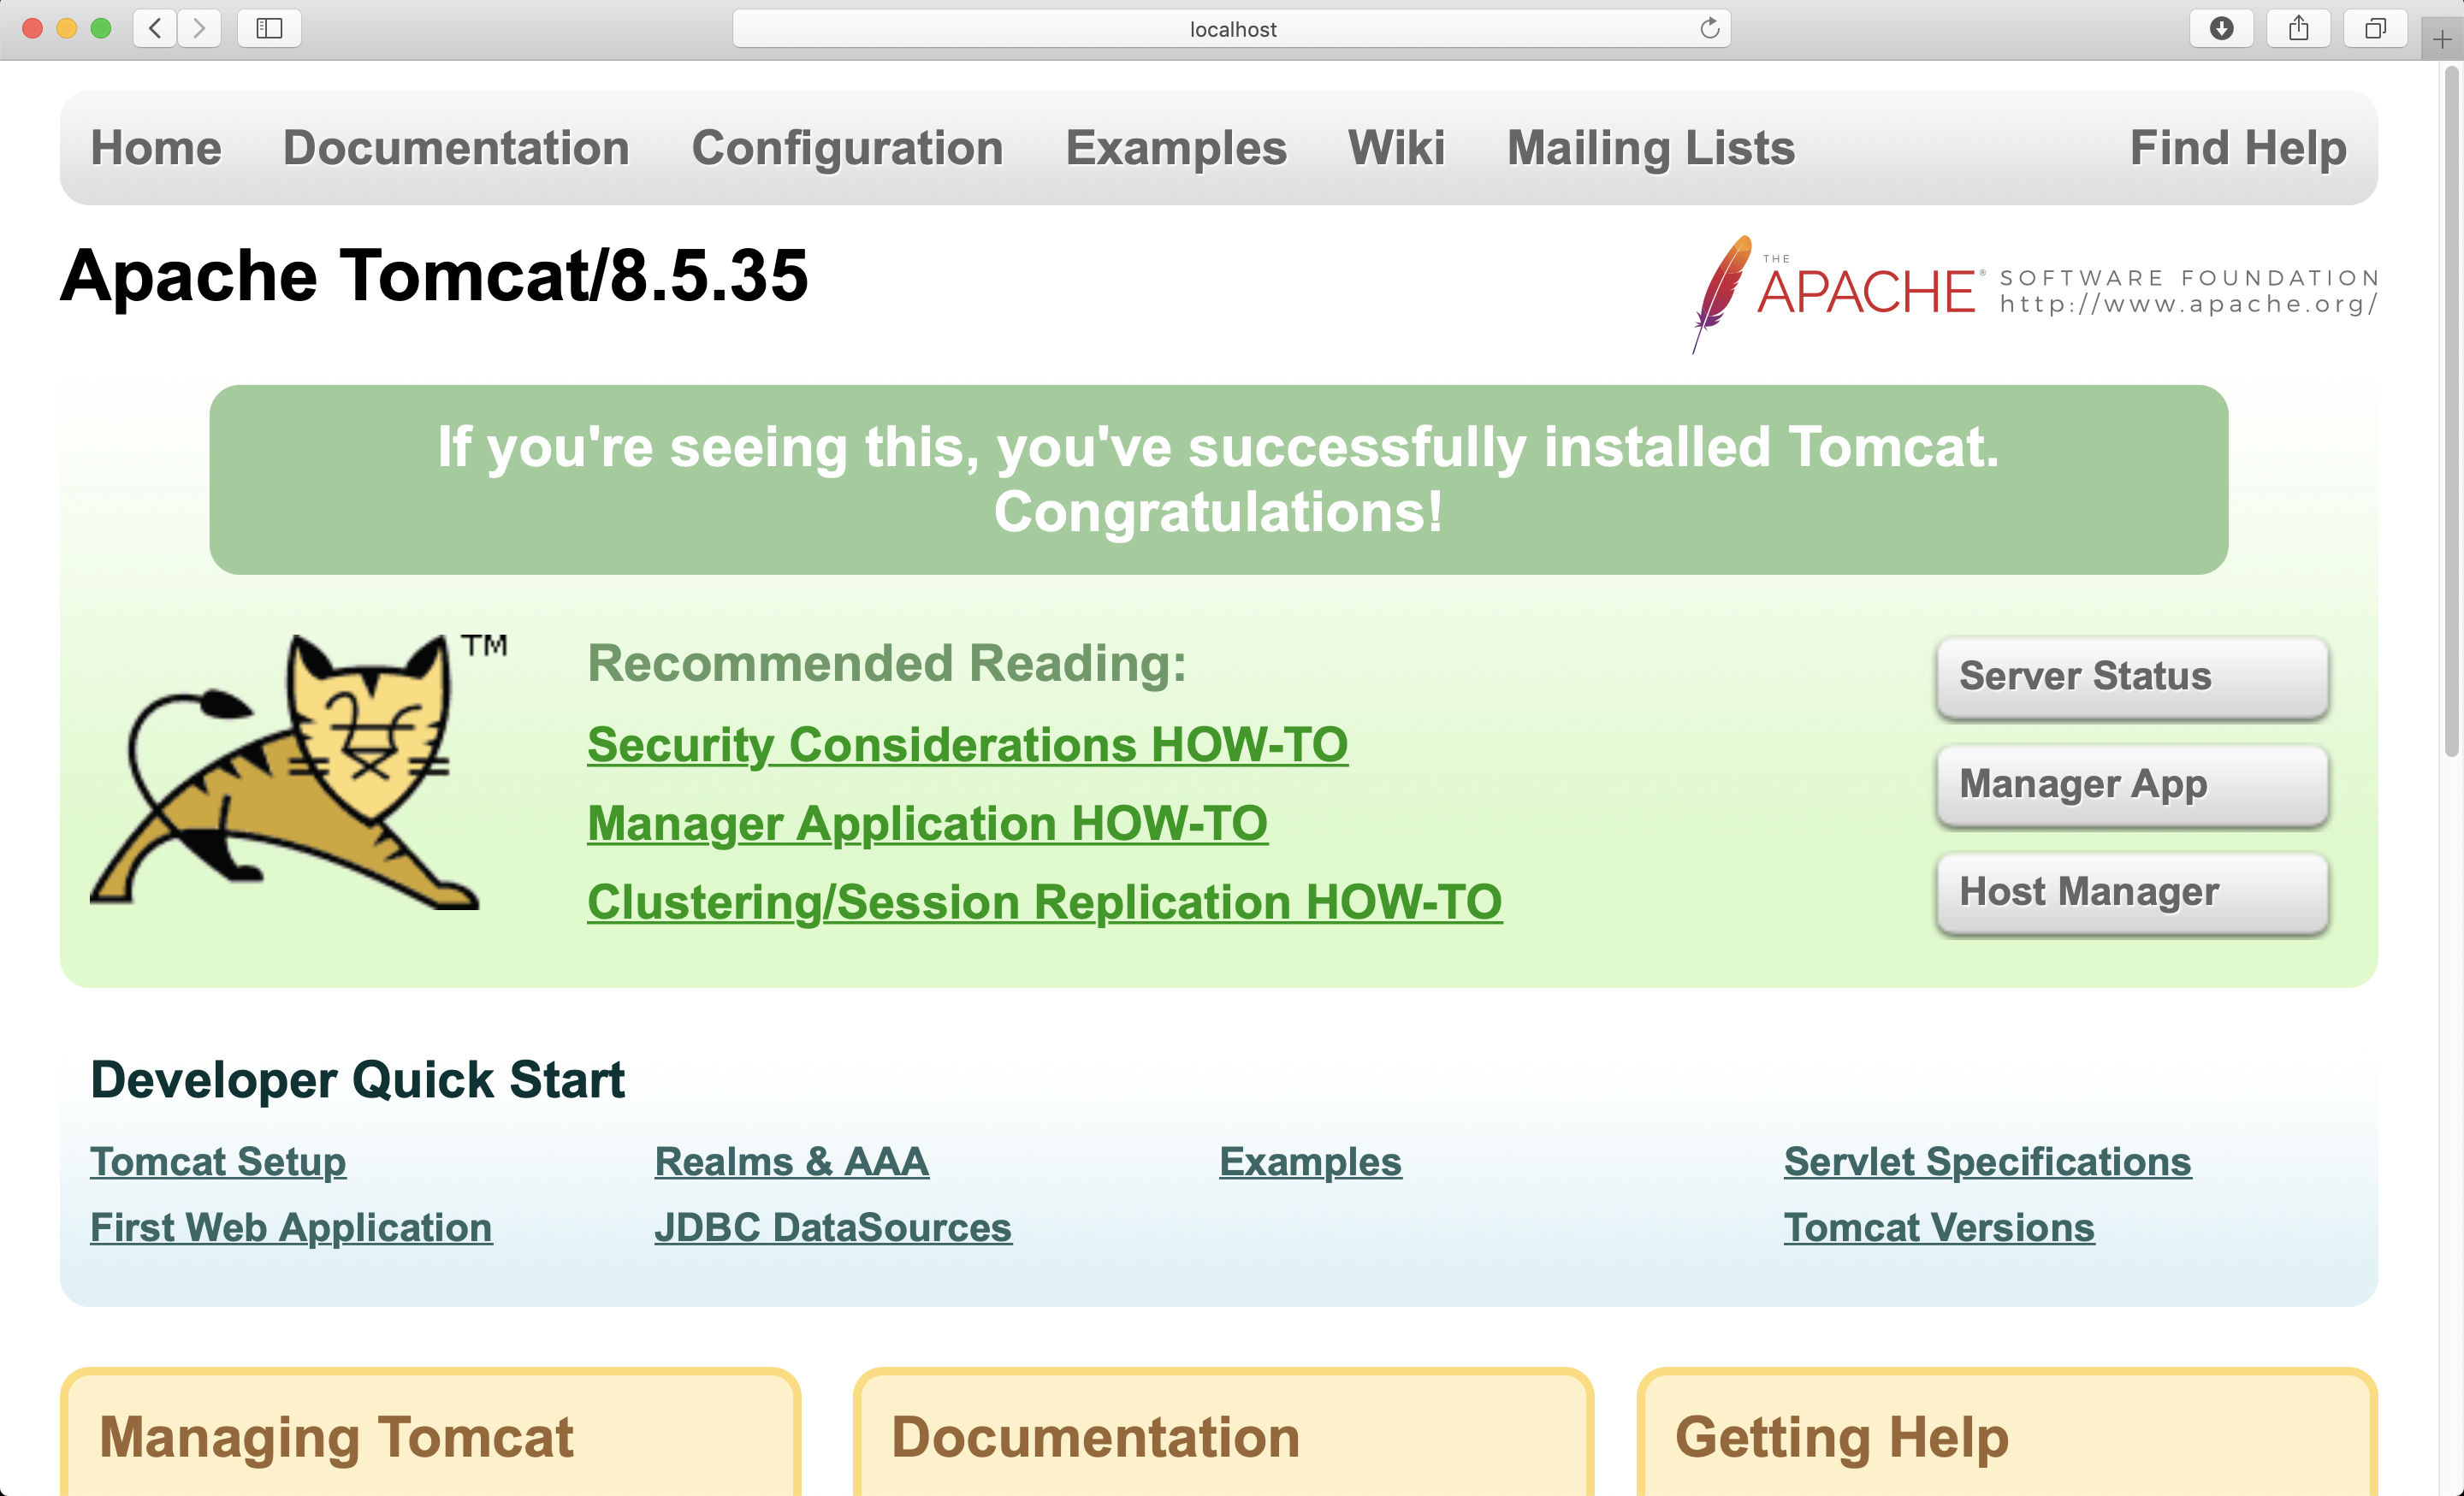 localhost
Home Documentation Configuration Examples Wiki Mailing Lists Find Help
Apache Tomcat/8.5.35
THE
APACHE® SOFTWARE FOUNDATION
http://www.apache.org/
If you're seeing this, you've successfully installed Tomcat.
Congratulations!
TM
Recommended Reading:
Security Considerations HOW-TO
Manager Application HOW-TO
Clustering/Session Replication HOW-TO
Server Status
Manager App
Host Manager
Developer Quick Start
Tomcat Setup Realms & AAA Examples Servlet Specifications
First Web Application JDBC DataSources Tomcat Versions
Managing Tomcat Documentation Getting Help